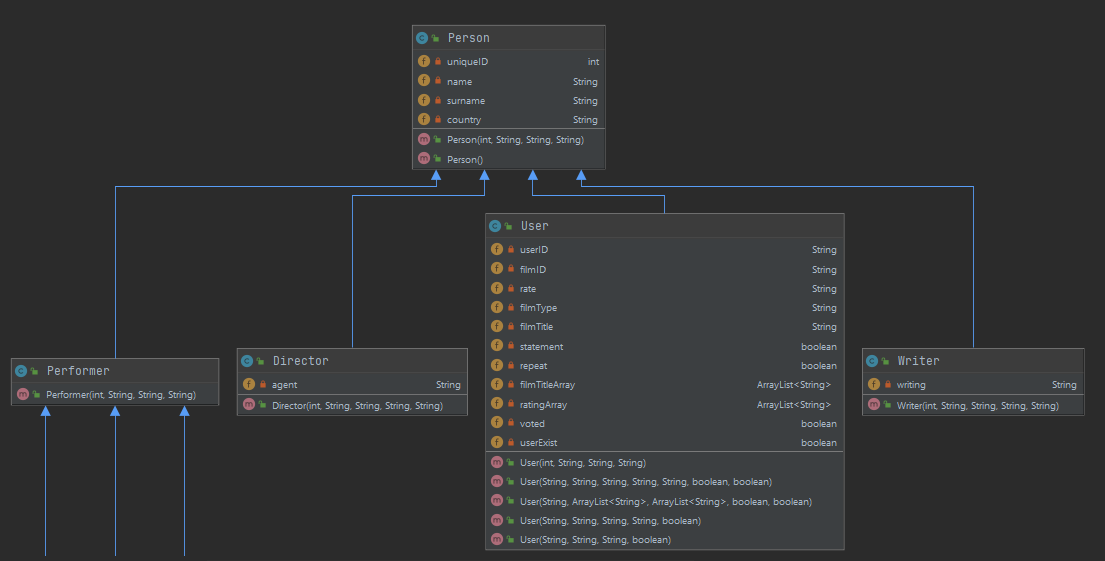 Person
uniqueID int
name String
surname String
country String
Person(int, String, String, String)
Person()
User
userID String
filmID String
rate String
filmType String
filmTitle String
statement boolean
repeat boolean
filmTitleArray ArrayList<String>
ratingArray ArrayList<String>
voted boolean
userExist boolean
User(int, String, String, String)
User(String, String, String, String, String, boolean, boolean)
User(String, ArrayList<String>, ArrayList<String>, boolean, boolean)
User(String, String, String, String, boolean)
User(String, String, String, boolean)
Performer
Performer(int, String, String, String)
Director
agent String
Director(int, String, String, String, String)
Writer
writing String
Writer(int, String, String, String, String)